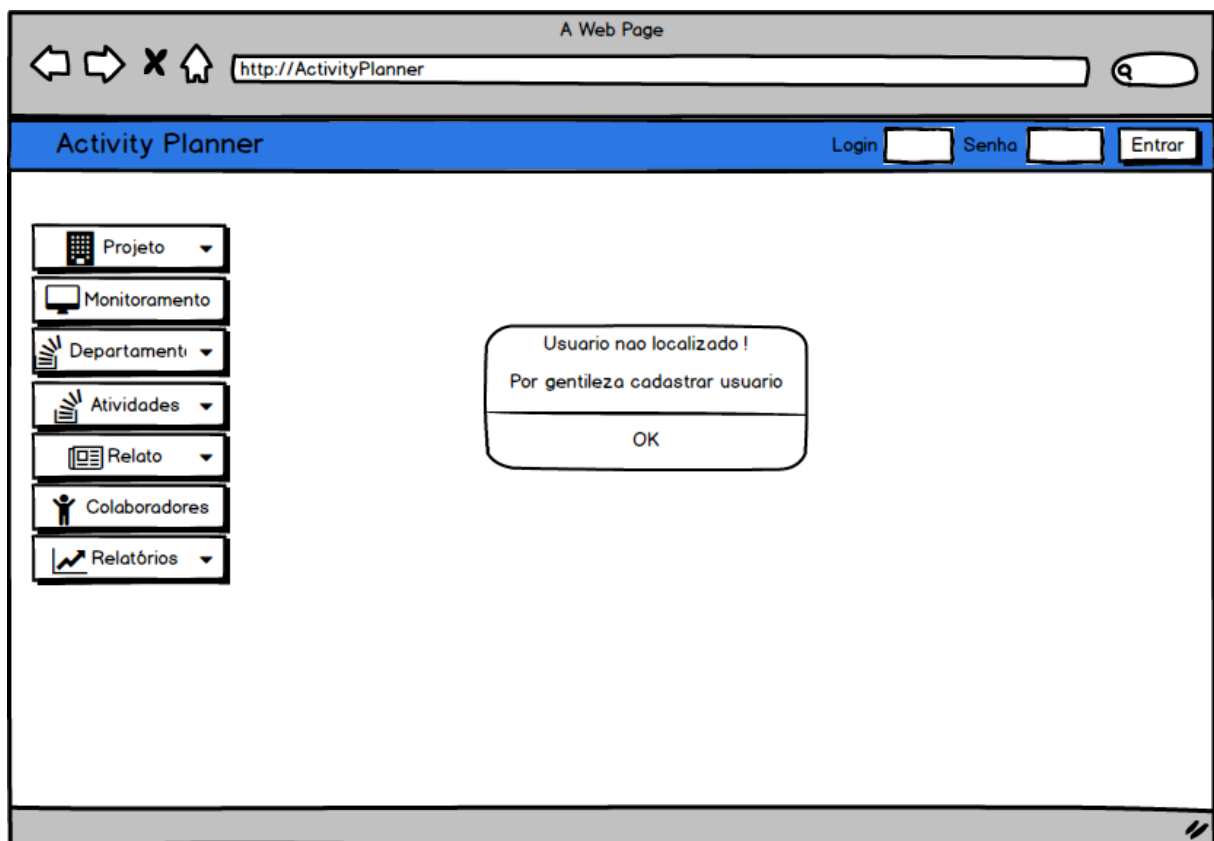 A Web Page
http://ActivityPlanner
Activity Planner
Login
Senha
Entrar
Projeto
Monitoramento
Departament
Atividades
Relato
Colaboradores
Relatórios
Usuario nao localizado !
Por gentileza cadastrar usuario
OK